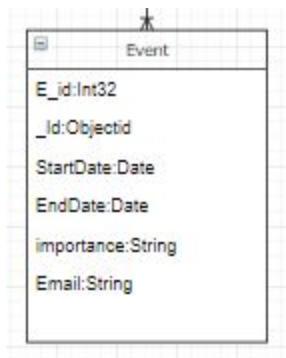 Event
E_id:Int32
_Id:Objectid
StartDate:Date
EndDate:Date
importance:String
Email:String